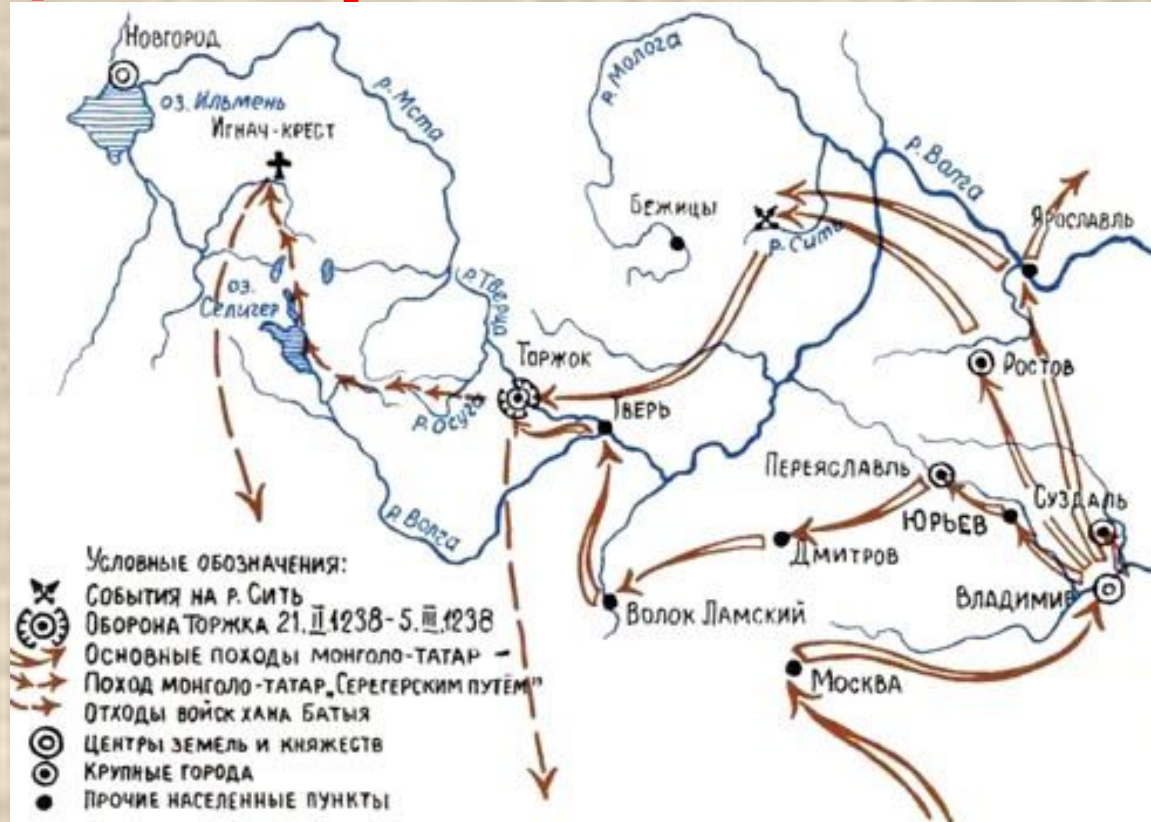 Новгород
оз. Ильмень
Игнач-крест
р. Мста
р. Молога
р. Волга
Бежицы
р. Сить
Ярославль
оз.
Селигер
р. Тверца
Торжок
Ростов
р. Осуга
Тверь
Переяславль
Суздаль
Юрьев
р. Волга
Дмитров
Владимир
Волок Ламский
Москва
Условные обозначения:
События на р. Сить
Оборона Торжка 21.II.1238-5.III.1238
Основные походы монголо-татар –
Поход монголо-татар „Серегерским путём"
Отходы войск хана Батыя
Центры земель и княжеств
Крупные города
Прочие населенные пункты